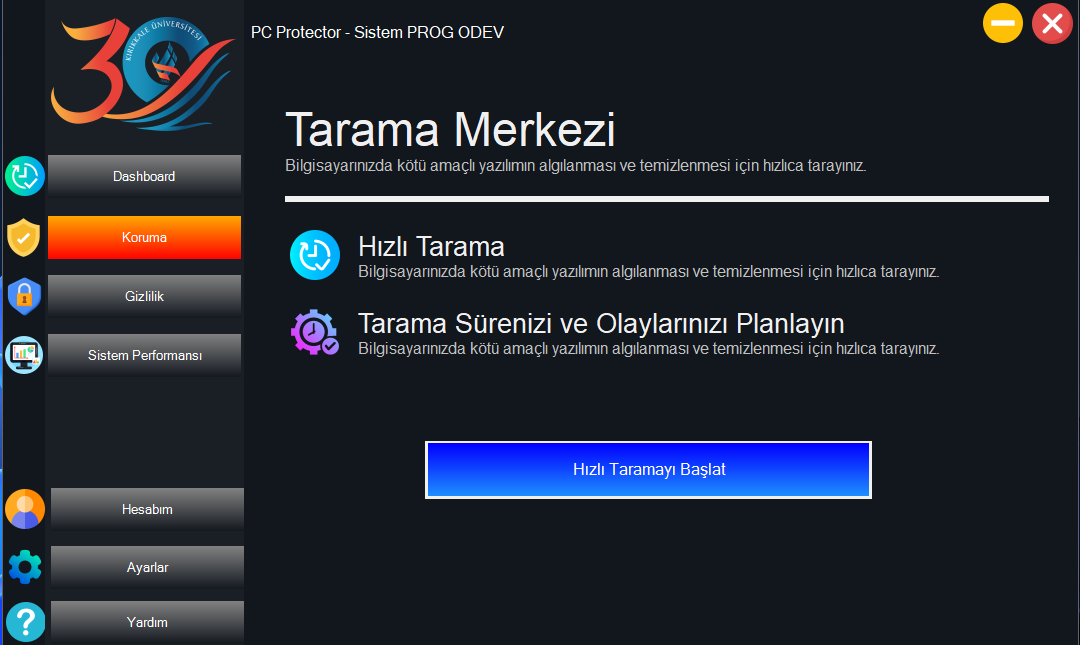 KIRIKKALE ÜNİVERSİTESİ
30
PC Protector - Sistem PROG ODEV
Tarama Merkezi
Bilgisayarınızda kötü amaçlı yazılımın algılanması ve temizlenmesi için hızlıca tarayınız.
Dashboard
Koruma
Hızlı Tarama
Bilgisayarınızda kötü amaçlı yazılımın algılanması ve temizlenmesi için hızlıca tarayınız.
Gizlilik
Tarama Sürenizi ve Olaylarınızı Planlayın
Bilgisayarınızda kötü amaçlı yazılımın algılanması ve temizlenmesi için hızlıca tarayınız.
Sistem Performansı
Hızlı Taramayı Başlat
Hesabım
Ayarlar
?
Yardım